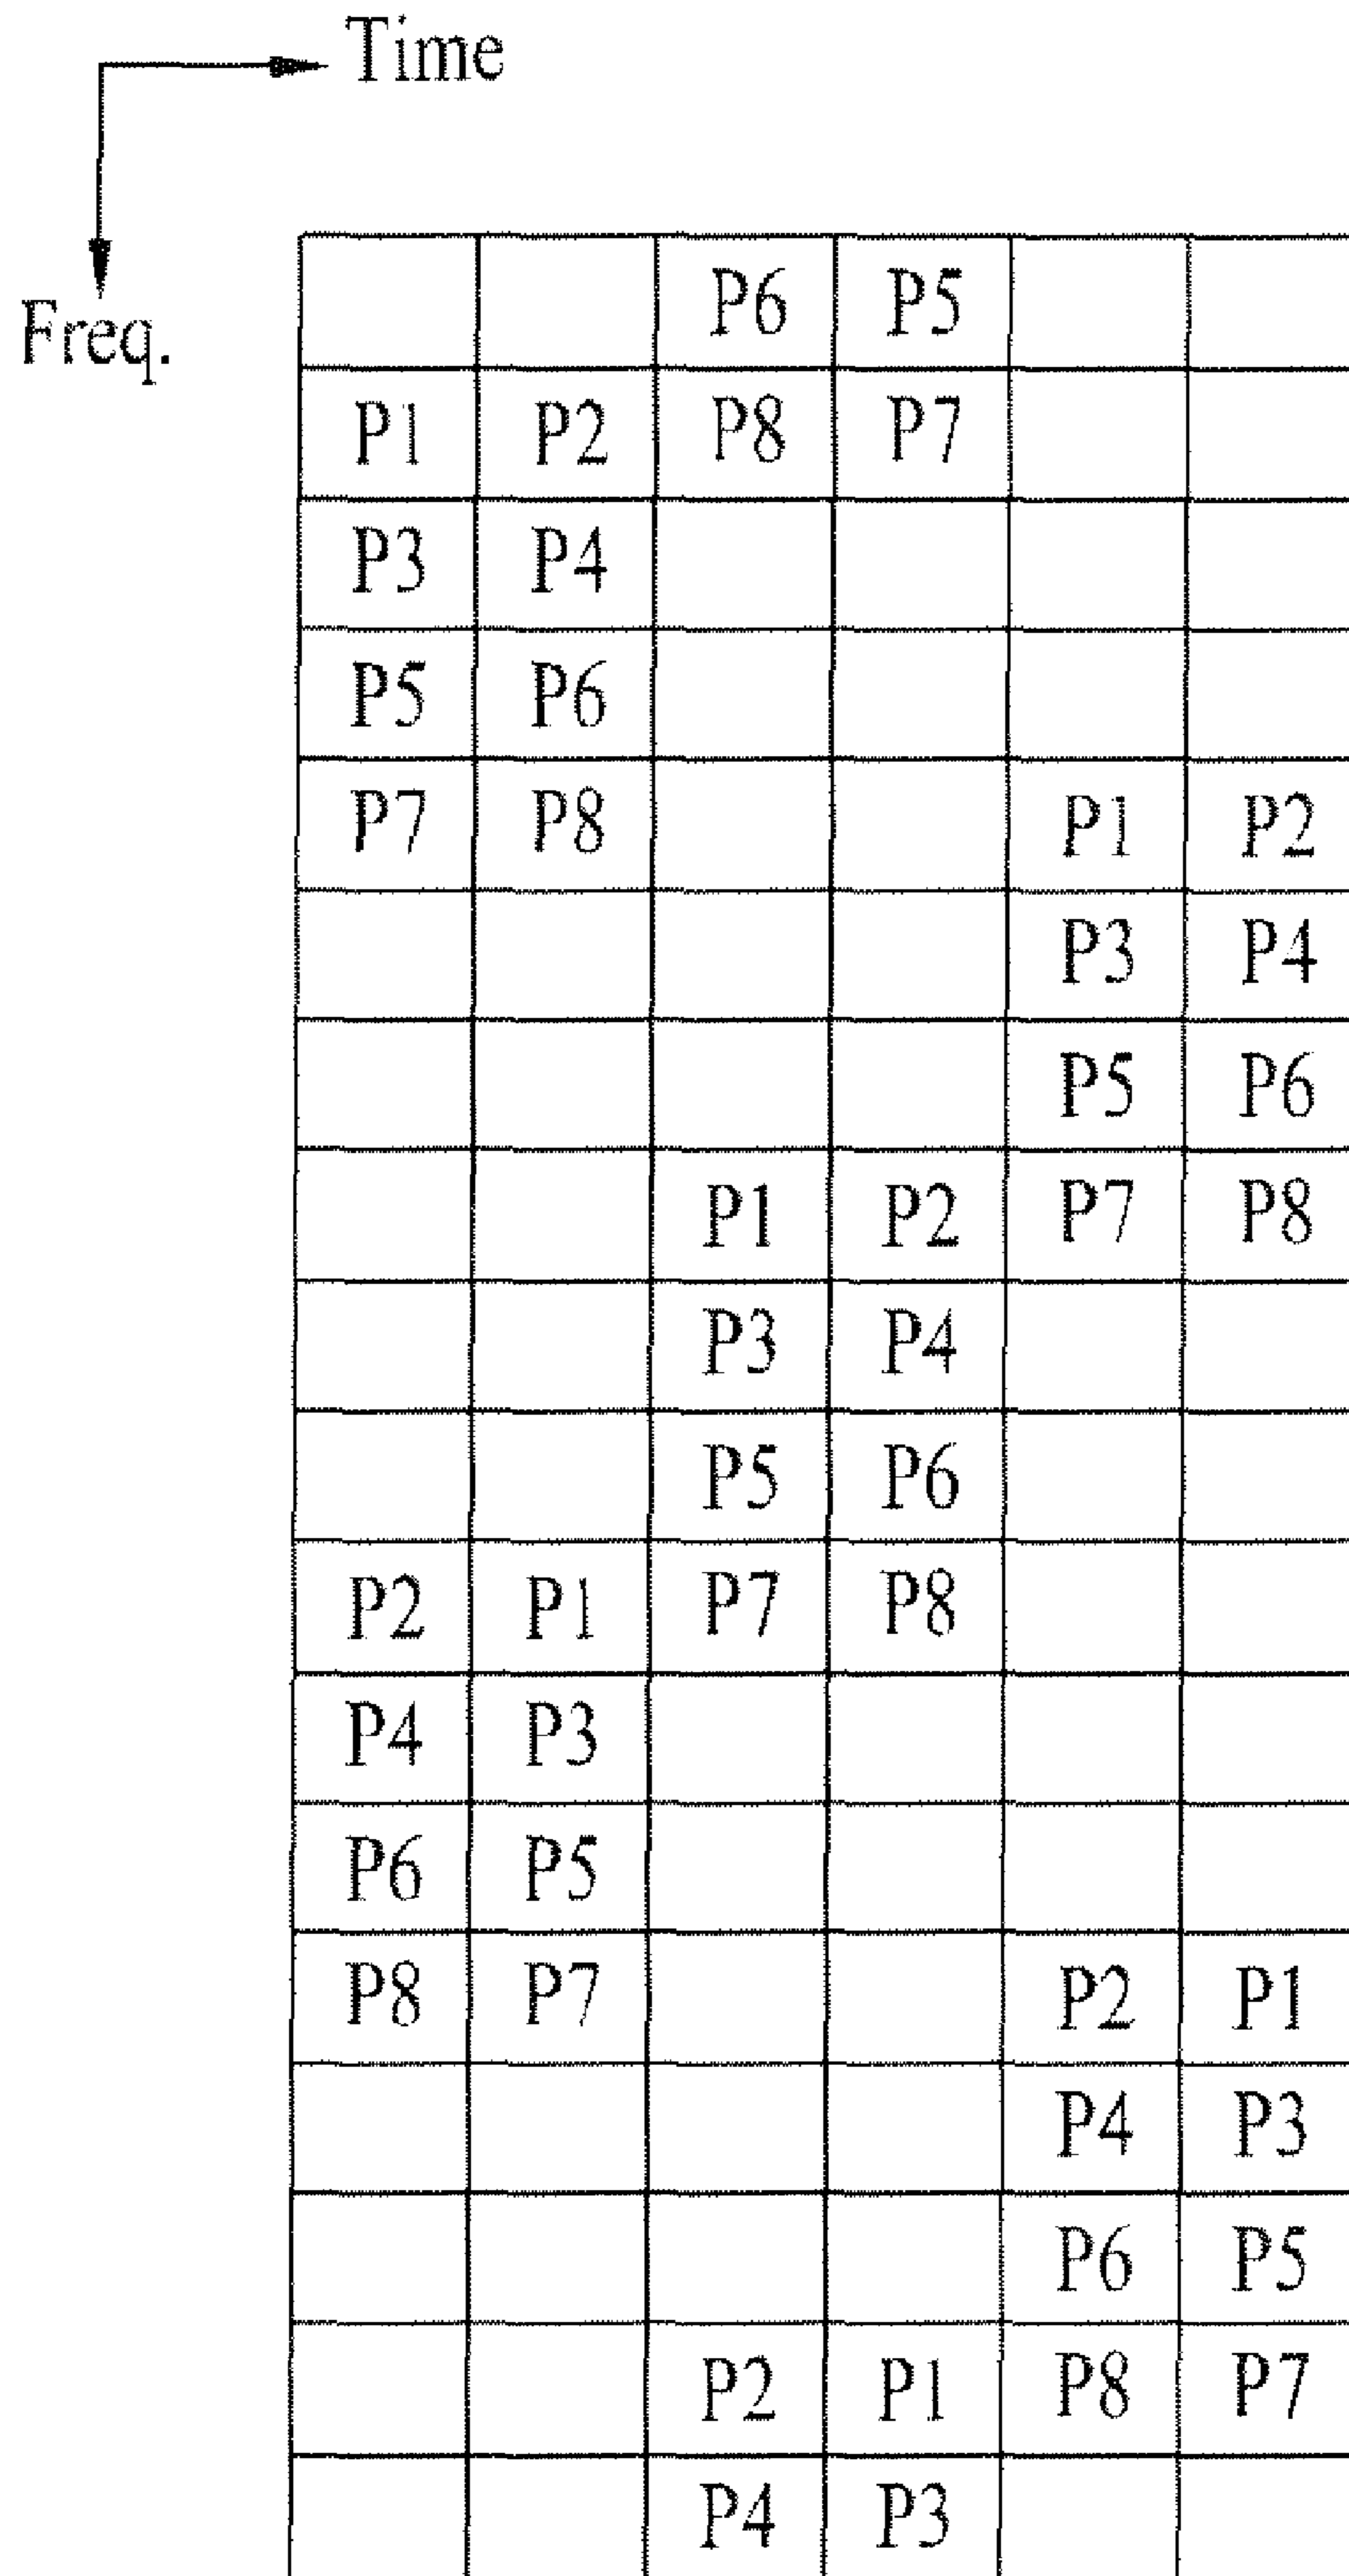 Time
Freq.
P6 P5
P1 P2 P8 P7
P3 P4
P5 P6
P7 P8 P1 P2
P3 P4
P5 P6
P1 P2 P7 P8
P3 P4
P5 P6
P2 P1 P7 P8
P4 P3
P6 P5
P8 P7 P2 P1
P4 P3
P6 P5
P2 P1 P8 P7
P4 P3